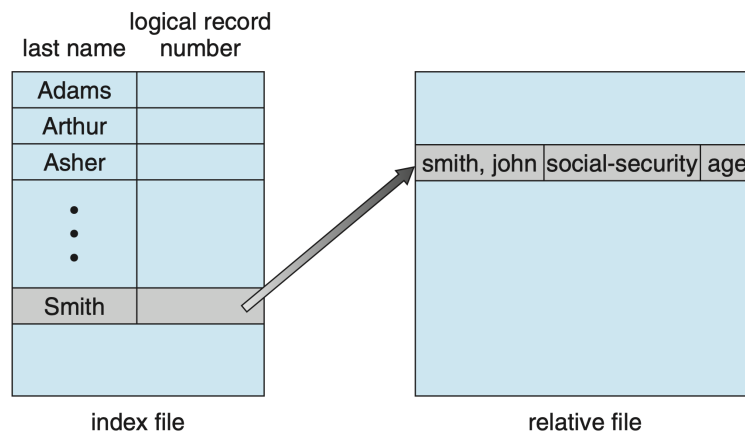 last name
logical record
number
Adams
Arthur
Asher
Smith
smith, john social-security age
index file
relative file